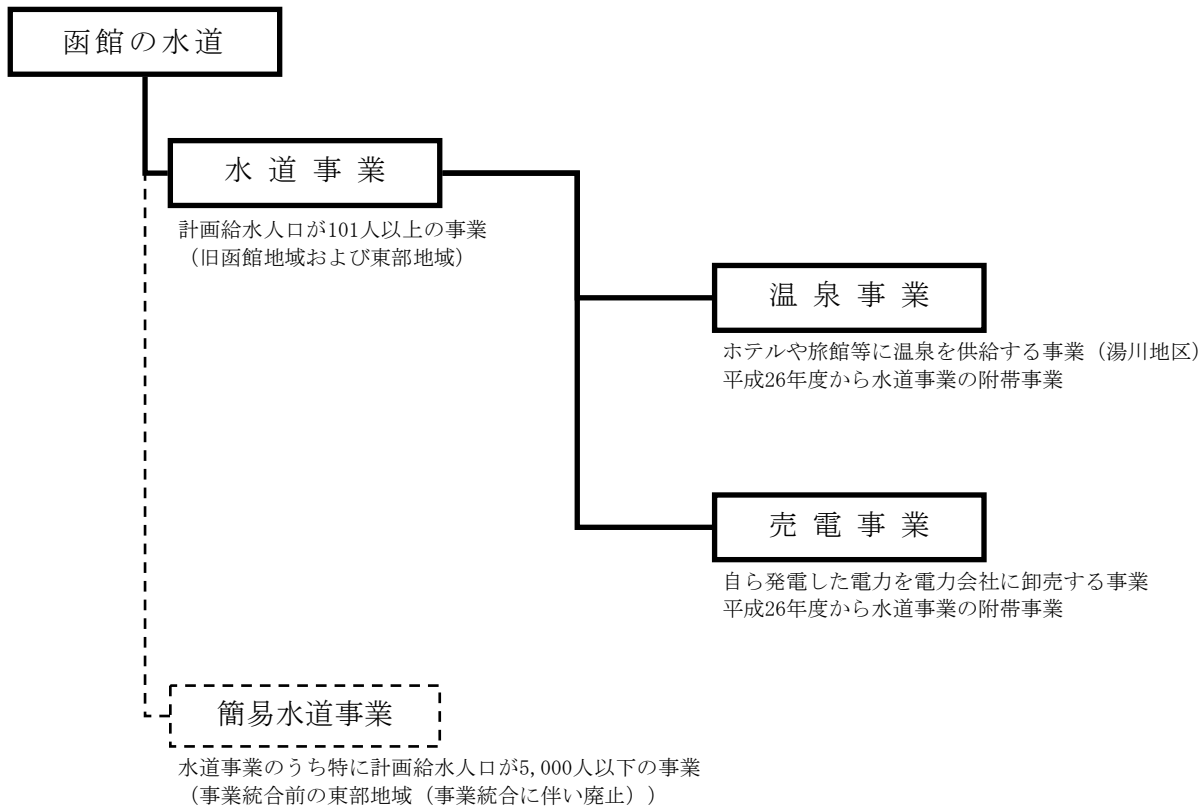 函館の水道
水道事業
計画給水人口が101人以上の事業
（旧函館地域および東部地域）
温泉事業
ホテルや旅館等に温泉を供給する事業（湯川地区）
平成26年度から水道事業の附帯事業
売電事業
自ら発電した電力を電力会社に卸売する事業
平成26年度から水道事業の附帯事業
簡易水道事業
水道事業のうち特に計画給水人口が5,000人以下の事業
（事業統合前の東部地域（事業統合に伴い廃止））